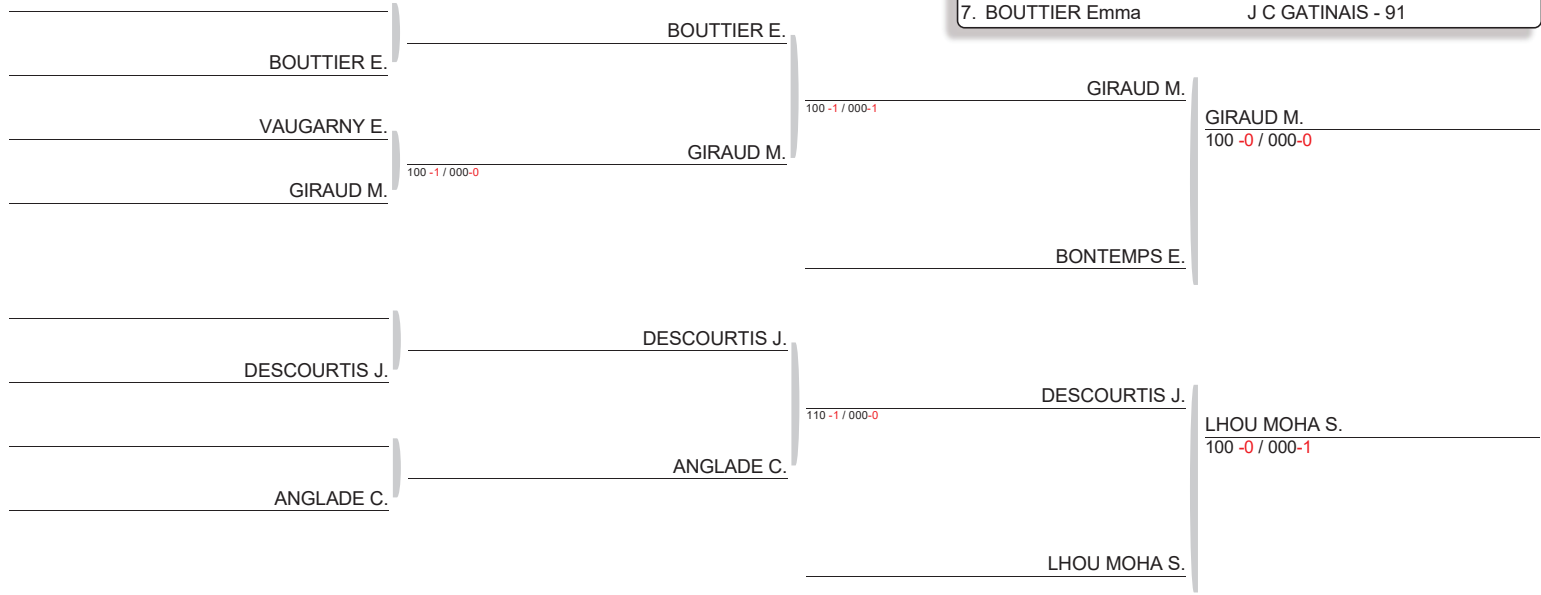 7. BOUTTIER Emma J C GATINAIS - 91
BOUTTIER E.
BOUTTIER E.
GIRAUD M.
100 -1 / 000-1
GIRAUD M.
100 -0 / 000-0
VAUGARNY E.
GIRAUD M.
100 -1 / 000-0
GIRAUD M.
BONTEMPS E.
DESCOURTIS J.
DESCOURTIS J.
DESCOURTIS J.
110 -1 / 000-0
LHOU MOHA S.
100 -0 / 000-1
ANGLADE C.
ANGLADE C.
LHOU MOHA S.